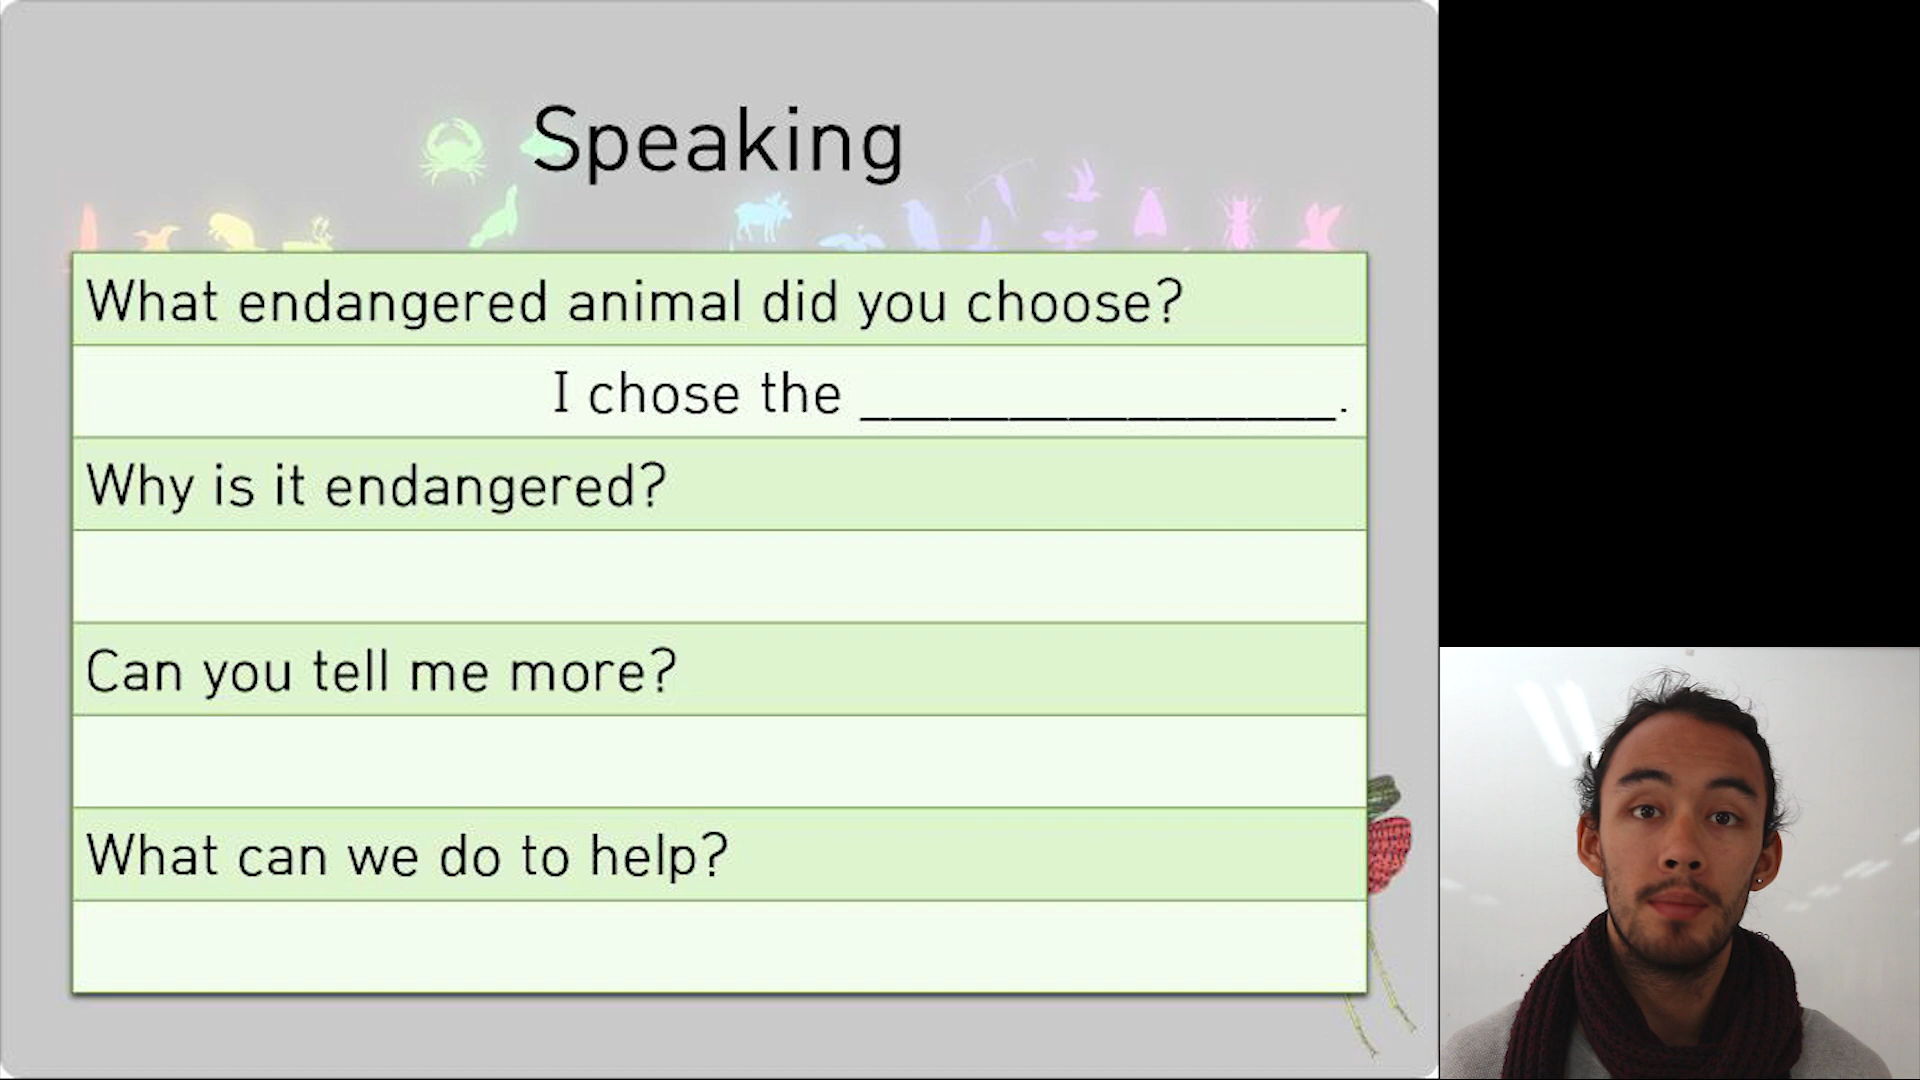 Speaking
What endangered animal did you choose?
I chose the ________________.
Why is it endangered?
Can you tell me more?
What can we do to help?